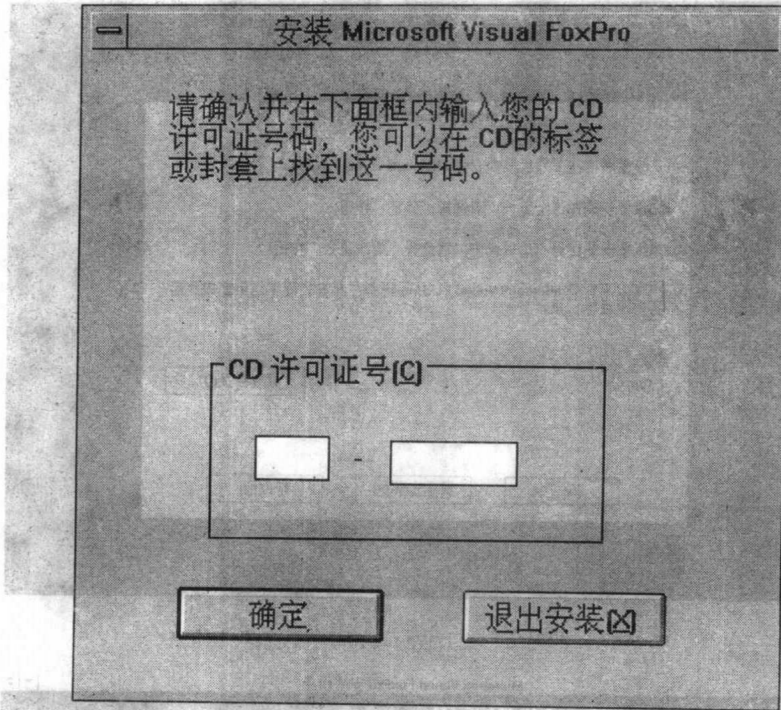 安装 Microsoft Visual FoxPro
请确认并在下面框内输入您的 CD
许可证号码，您可以在 CD的标签
或封套上找到这一号码。
CD 许可证号(C)
-
确定
退出安装(X)